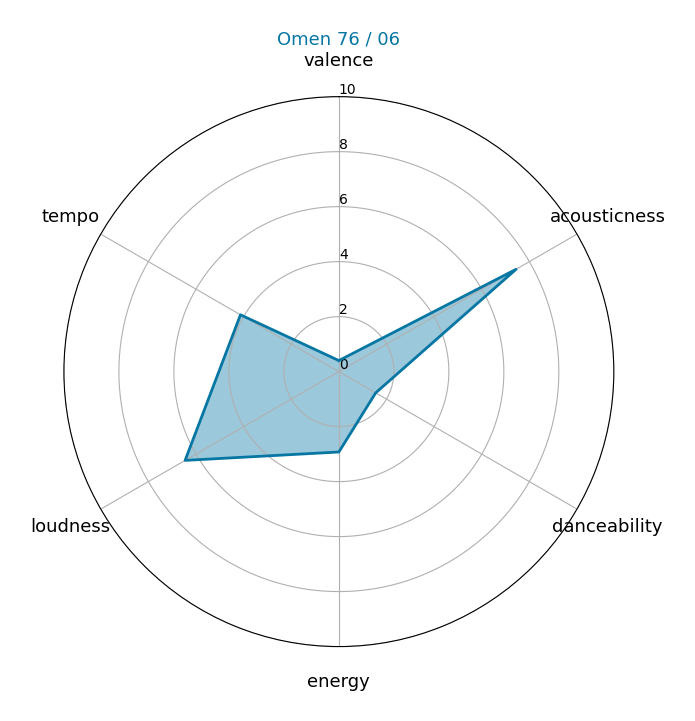 Omen 76 / 06
valence
10
8
6
4
2
0
tempo
acousticness
loudness
danceability
energy